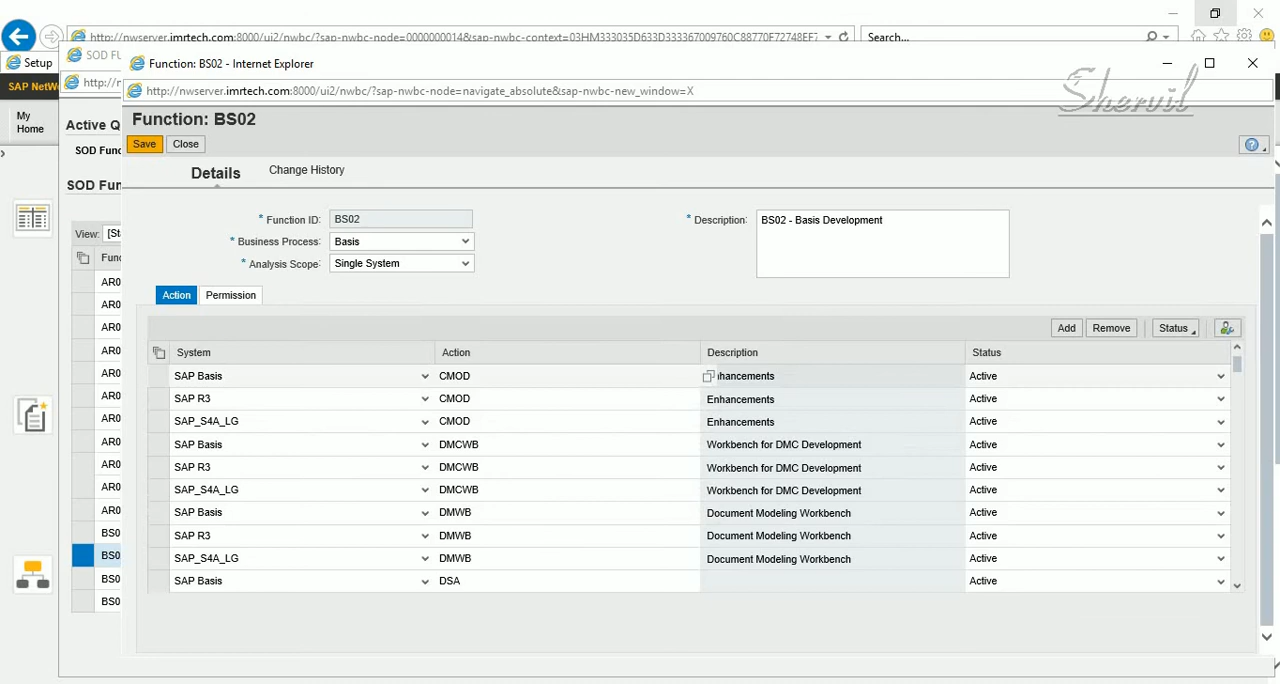 http://nwserver.imrtech.com:8000/ui2/nwbc/?sap-nwbc-node=0000000014&sap-nwbc-context=03HM333035D633D333367009760C88770F72748EF7
Search...
Setup
SOD FU
Function: BS02 - Internet Explorer
SAP NetW
http://n
http://nwserver.imrtech.com:8000/ui2/nwbc/?sap-nwbc-node=navigate_absolute&sap-nwbc-new_window=X
Shervil
My
Home
Active Q
Function: BS02
SOD Func
Save Close
SOD Fun
Details Change History
* Function ID: BS02
* Description: BS02 - Basis Development
View: [Sta
* Business Process: Basis
Func
* Analysis Scope: Single System
AR0
Action Permission
AR0
AR0
Add Remove Status
AR0
System Action Description Status
AR0
SAP Basis CMOD hancements Active
AR0
SAP R3 CMOD Enhancements Active
AR0
SAP_S4A_LG CMOD Enhancements Active
AR0
SAP Basis DMCWB Workbench for DMC Development Active
AR0
SAP R3 DMCWB Workbench for DMC Development Active
AR0
SAP_S4A_LG DMCWB Workbench for DMC Development Active
AR0
SAP Basis DMWB Document Modeling Workbench Active
BS0
SAP R3 DMWB Document Modeling Workbench Active
BS0
SAP_S4A_LG DMWB Document Modeling Workbench Active
BS0
SAP Basis DSA Active
BS0